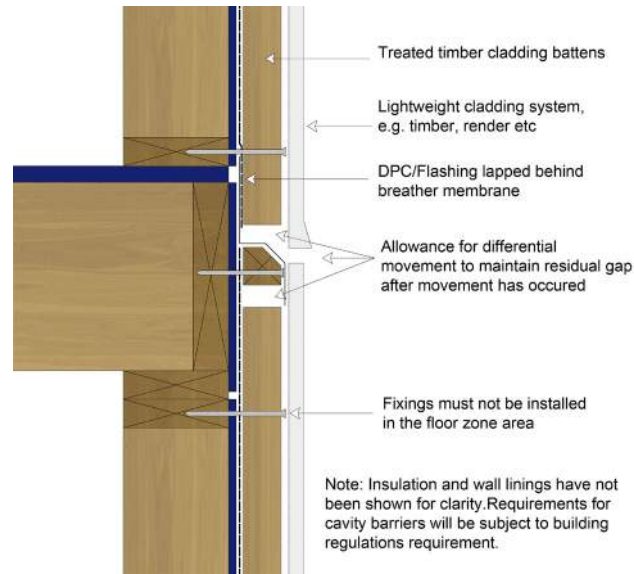 Treated timber cladding battens
Lightweight cladding system,
e.g. timber, render etc
DPC/Flashing lapped behind
breather membrane
Allowance for differential
movement to maintain residual gap
after movement has occured
Fixings must not be installed
in the floor zone area
Note: Insulation and wall linings have not
been shown for clarity.Requirements for
cavity barriers will be subject to building
regulations requirement.